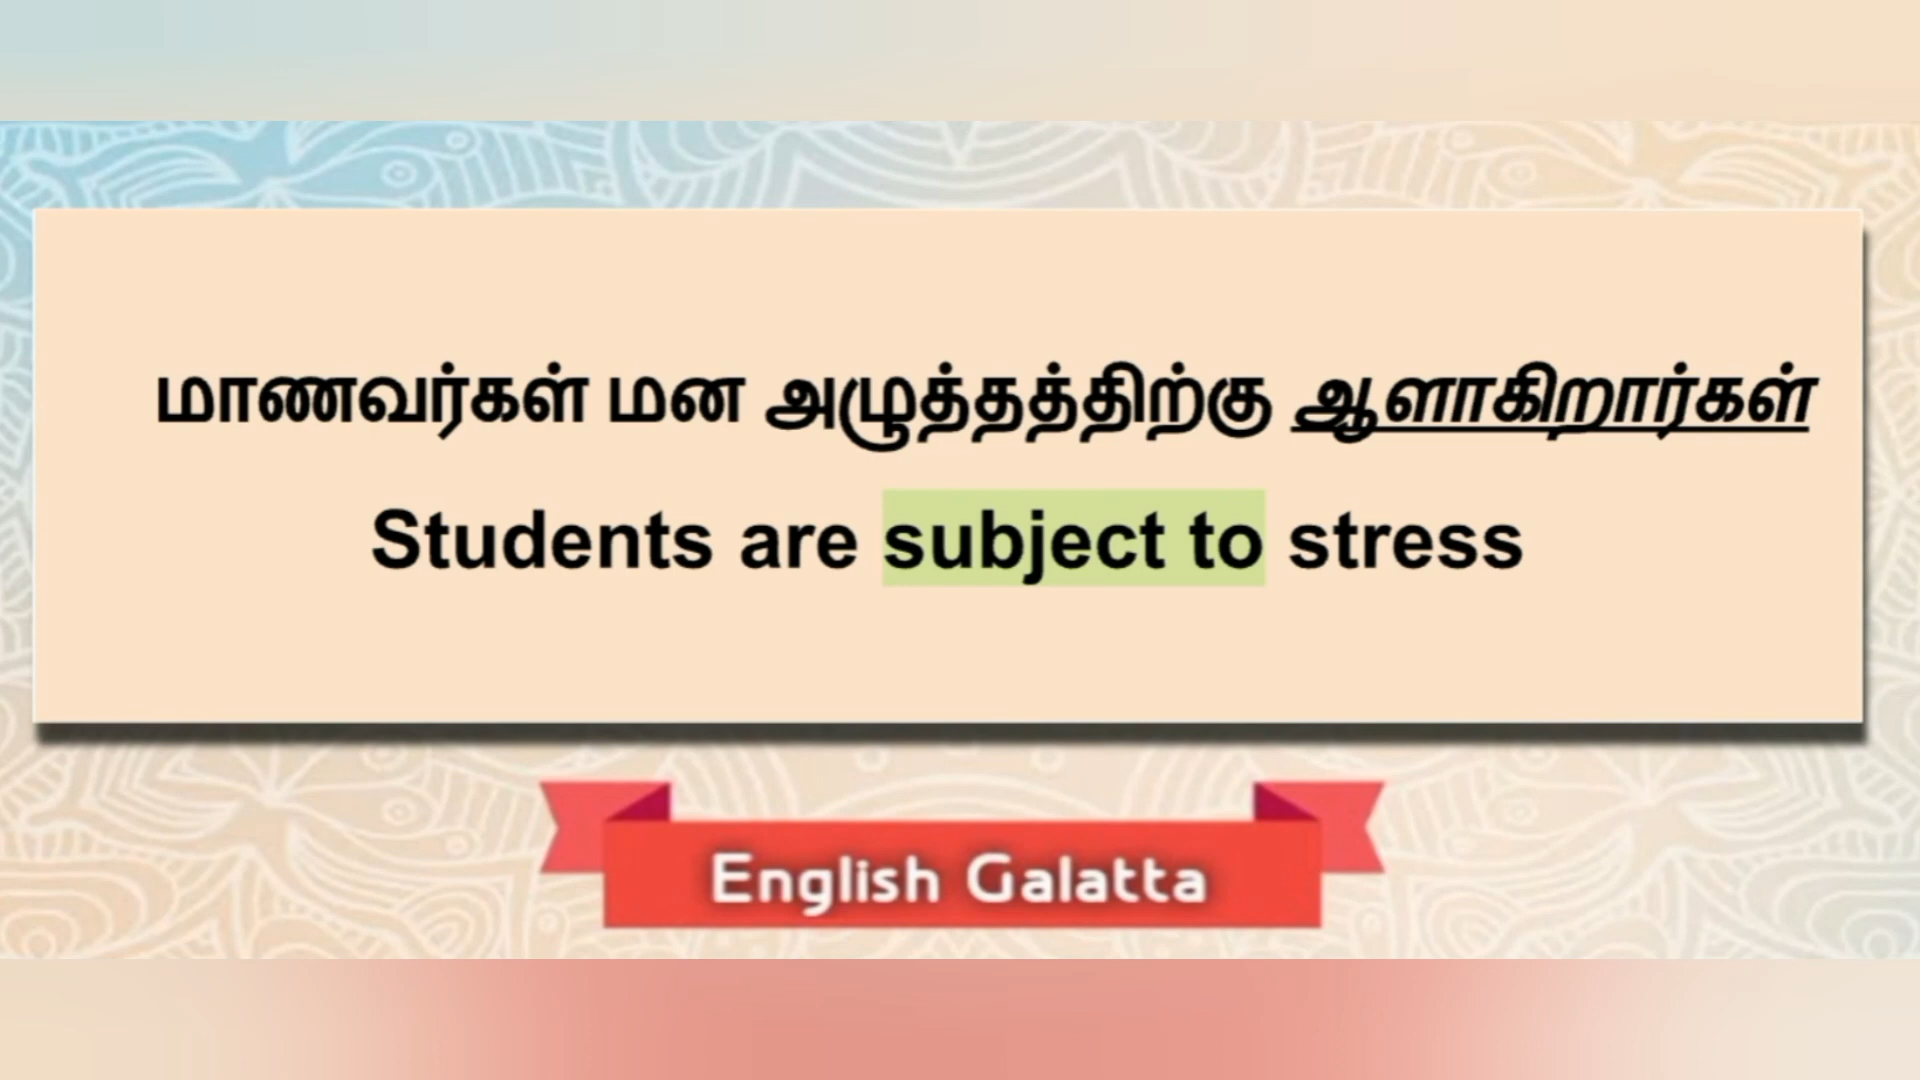 மாணவர்கள் மன அழுத்தத்திற்கு ஆளாகிறார்கள்
Students are subject to stress
English Galatta